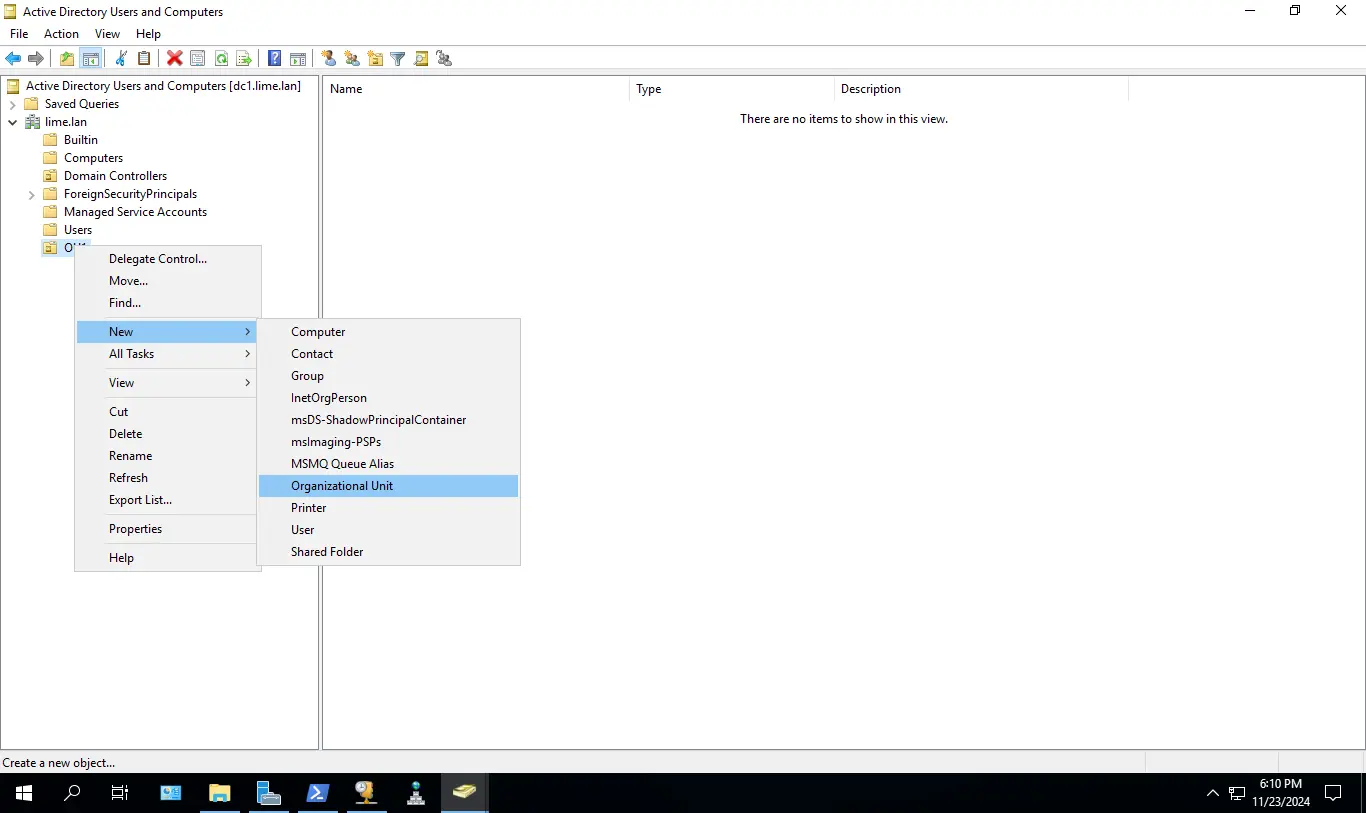 Active Directory Users and Computers
File Action View Help
Active Directory Users and Computers [dc1.lime.lan]
Saved Queries
lime.lan
Builtin
Computers
Domain Controllers
ForeignSecurityPrincipals
Managed Service Accounts
Users
Name Type Description
There are no items to show in this view.
Delegate Control...
Move...
Find...
New
All Tasks
View
Cut
Delete
Rename
Refresh
Export List...
Properties
Help
Computer
Contact
Group
InetOrgPerson
msDS-ShadowPrincipalContainer
msImaging-PSPs
MSMQ Queue Alias
Organizational Unit
Printer
User
Shared Folder
Create a new object...
6:10 PM
11/23/2024